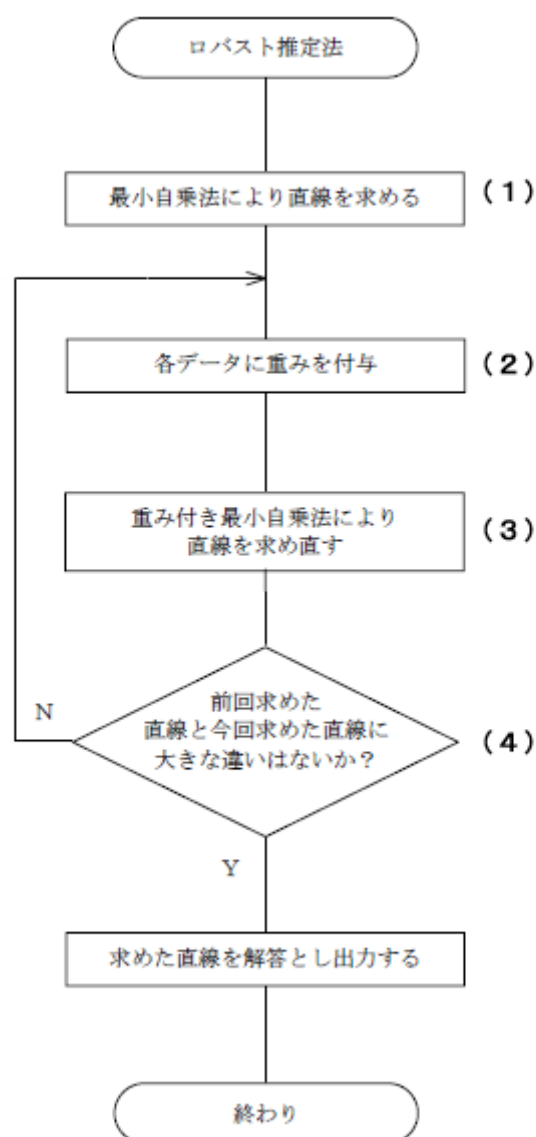 ロバスト推定法
最小自乗法により直線を求める
(1)
各データに重みを付与
(2)
重み付き最小自乗法により
直線を求め直す
(3)
前回求めた
直線と今回求めた直線に
大きな違いはないか？
(4)
N
Y
求めた直線を解答とし出力する
終わり